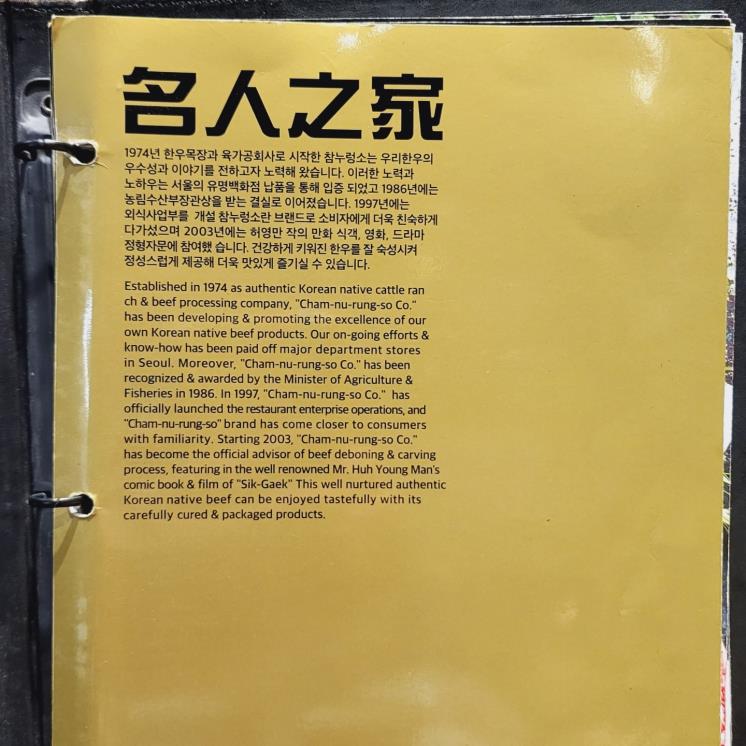 名人之家
1974년 한우목장과 육가공회사로 시작한 참누렁소는 우리한우의
우수성과 이야기를 전하고자 노력해 왔습니다. 이러한 노력과
노하우는 서울의 유명백화점 납품을 통해 입증 되었고 1986년에는
농림수산부장관상을 받는 결실로 이어졌습니다. 1997년에는
외식사업부를 개설 참누렁소란 브랜드로 소비자에게 더욱 친숙하게
다가섰으며 2003년에는 허영만 작의 만화 식객, 영화, 드라마
정형자문에 참여했 습니다. 건강하게 키워진 한우를 잘 숙성시켜
정성스럽게 제공해 더욱 맛있게 즐기실 수 있습니다.
Established in 1974 as authentic Korean native cattle ran
ch & beef processing company, "Cham-nu-rung-so Co."
has been developing & promoting the excellence of our
own Korean native beef products. Our on-going efforts &
know-how has been paid off major department stores
in Seoul. Moreover, "Cham-nu-rung-so Co." has been
recognized & awarded by the Minister of Agriculture &
Fisheries in 1986. In 1997, "Cham-nu-rung-so Co." has
officially launched the restaurant enterprise operations, and
"Cham-nu-rung-so" brand has come closer to consumers
with familiarity. Starting 2003, "Cham-nu-rung-so Co."
has become the official advisor of beef deboning & carving
process, featuring in the well renowned Mr. Huh Young Man's
comic book & film of "Sik-Gaek" This well nurtured authentic
Korean native beef can be enjoyed tastefully with its
carefully cured & packaged products.